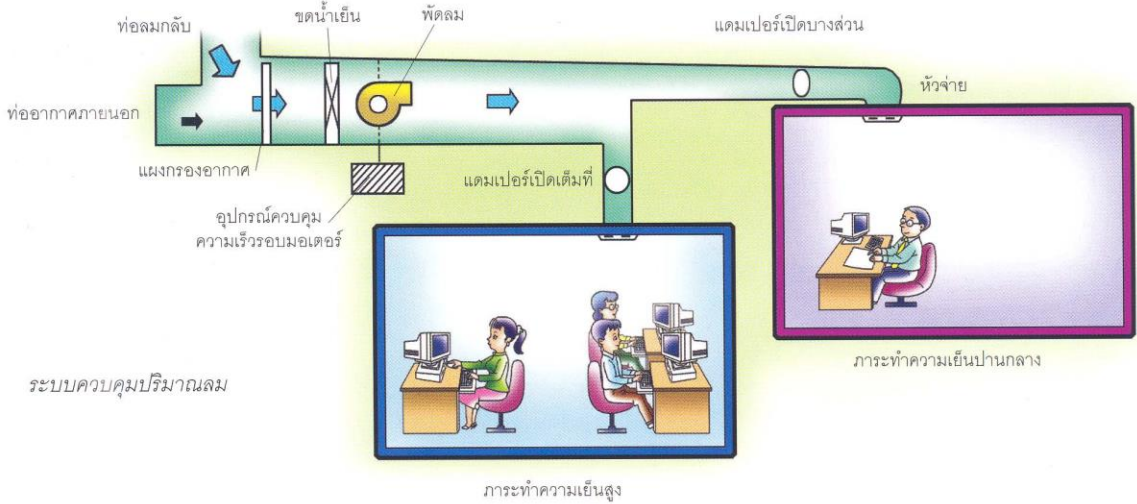 ท่อลมกลับ
ขดน้ำเย็น
พัดลม
แดมเปอร์เปิดบางส่วน
หัวจ่าย
ท่ออากาศภายนอก
แผงกรองอากาศ
แดมเปอร์เปิดเต็มที่
อุปกรณ์ควบคุม
ความเร็วรอบมอเตอร์
ภาระทำความเย็นปานกลาง
ระบบควบคุมปริมาณลม
ภาระทำความเย็นสูง